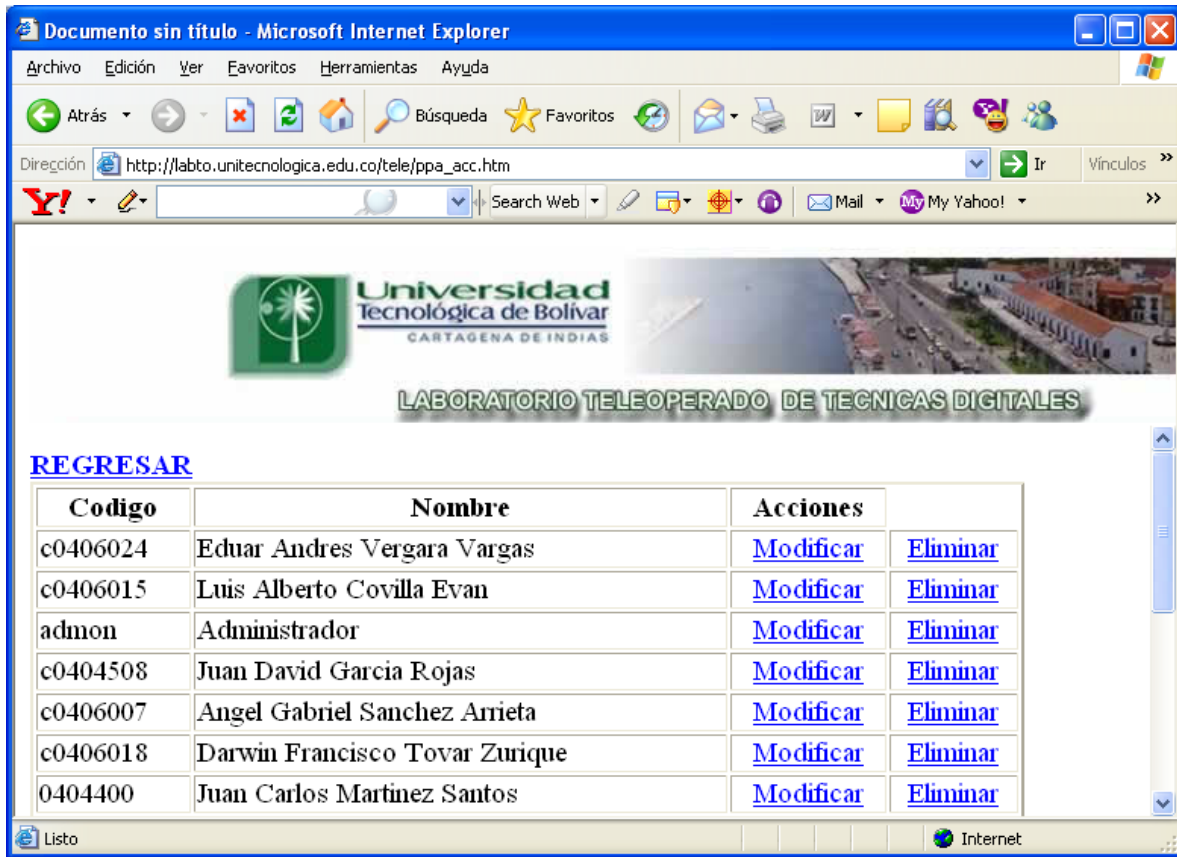 Documento sin título - Microsoft Internet Explorer
Archivo Edición Ver Favoritos Herramientas Ayuda
Atrás Búsqueda Favoritos W
Dirección http://labto.unitecnologica.edu.co/tele/ppa_acc.htm Ir Vínculos »
Y! Search Web Mail My My Yahoo! »
Universidad
Tecnológica de Bolívar
CARTAGENA DE INDIAS
LABORATORIO TELEOPERADO DE TECNICAS DIGITALES
REGRESAR
Codigo Nombre Acciones
c0406024 Eduar Andres Vergara Vargas Modificar Eliminar
c0406015 Luis Alberto Covilla Evan Modificar Eliminar
admon Administrador Modificar Eliminar
c0404508 Juan David Garcia Rojas Modificar Eliminar
c0406007 Angel Gabriel Sanchez Arrieta Modificar Eliminar
c0406018 Darwin Francisco Tovar Zurique Modificar Eliminar
0404400 Juan Carlos Martinez Santos Modificar Eliminar
Listo Internet